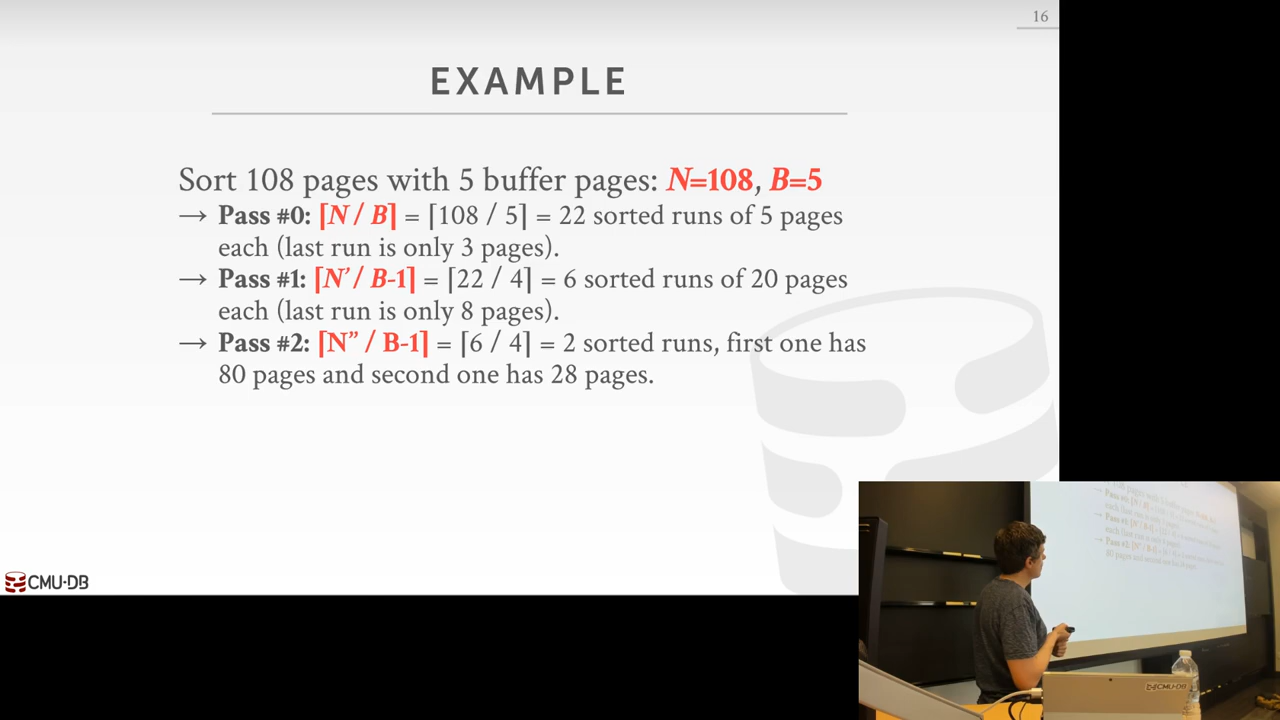 16
EXAMPLE
Sort 108 pages with 5 buffer pages: N=108, B=5
→ Pass #0: ⌈N / B⌉ = ⌈108 / 5⌉ = 22 sorted runs of 5 pages
each (last run is only 3 pages).
→ Pass #1: ⌈N’ / B-1⌉ = ⌈22 / 4⌉ = 6 sorted runs of 20 pages
each (last run is only 8 pages).
→ Pass #2: ⌈N” / B-1⌉ = ⌈6 / 4⌉ = 2 sorted runs, first one has
80 pages and second one has 28 pages.
CMU·DB
CMU·DB